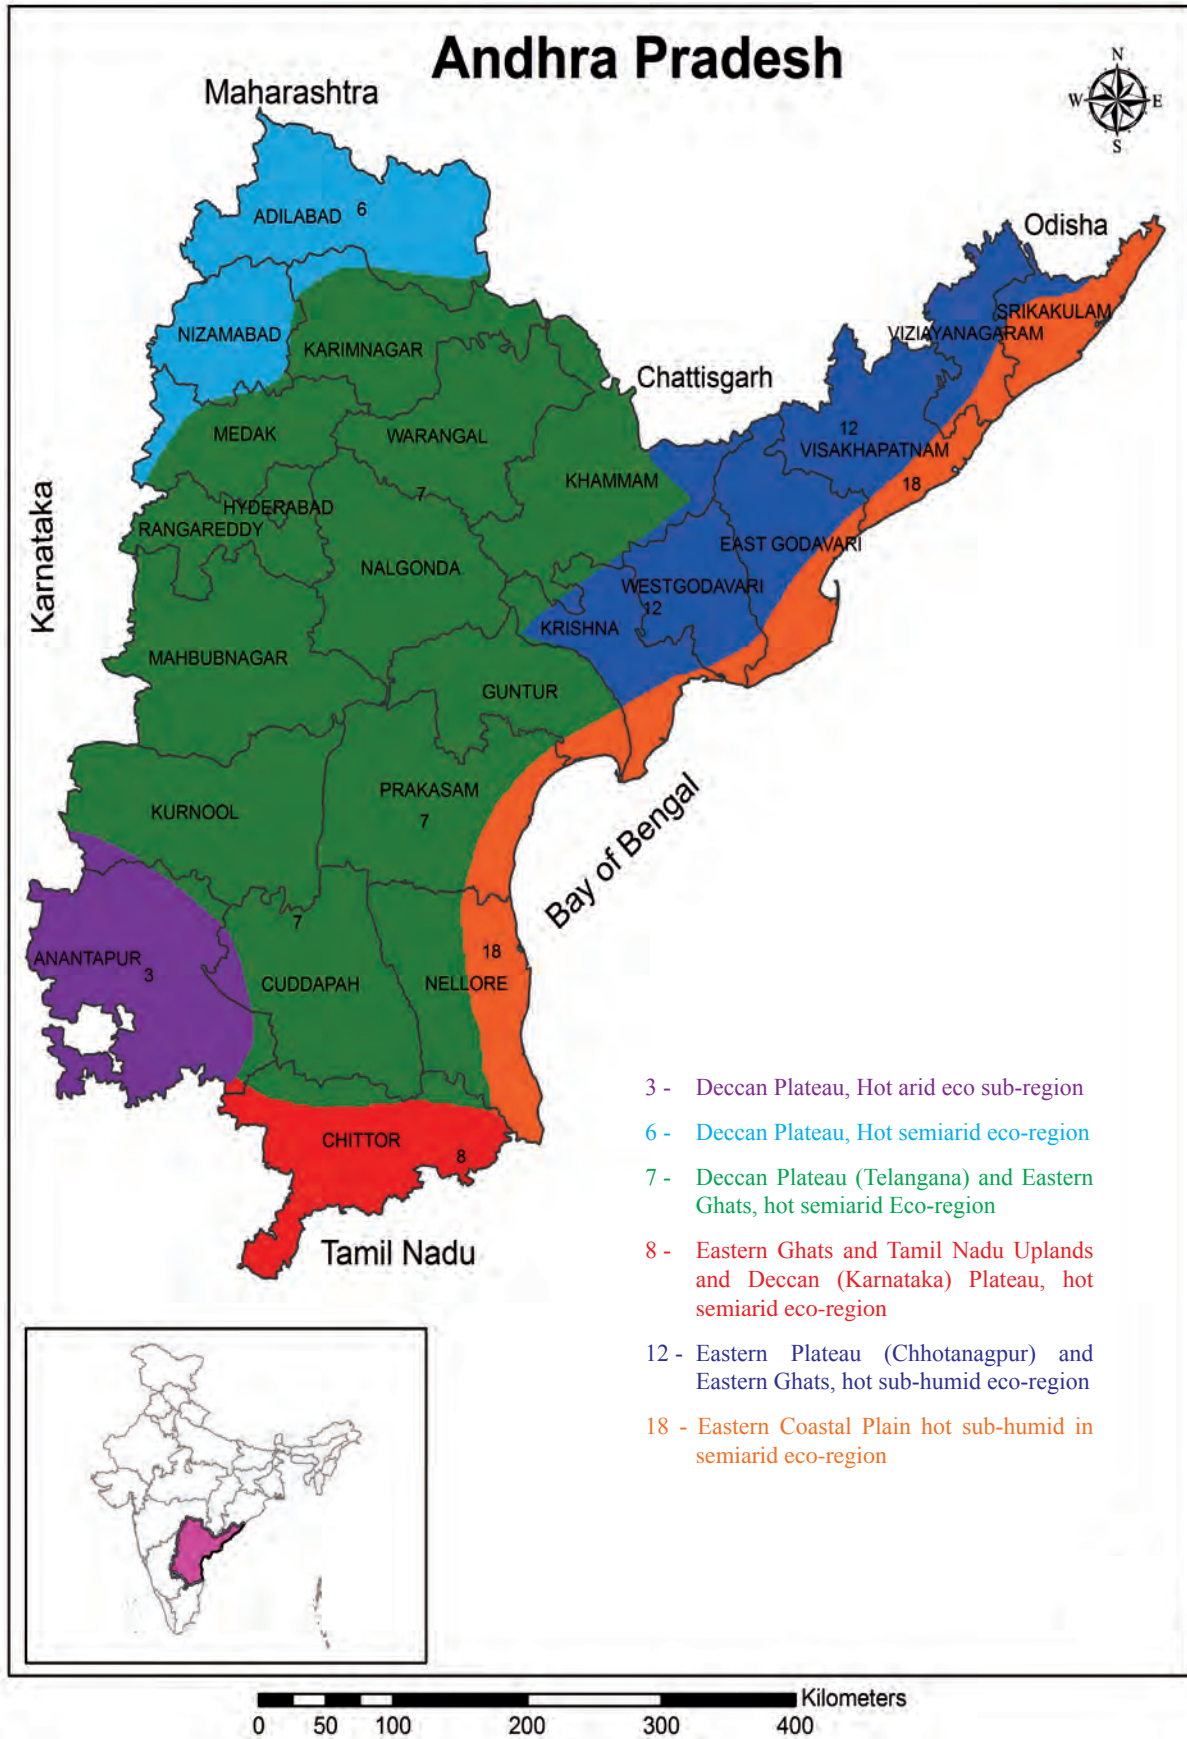 Andhra Pradesh
N
W
E
S
Maharashtra
ADILABAD 6
Odisha
SRIKAKULAM
VIZIAYANAGARAM
NIZAMABAD
KARIMNAGAR
Chattisgarh
12
VISAKHAPATNAM
MEDAK
WARANGAL
KHAMMAM
18
7
HYDERABAD
RANGAREDDY
EAST GODAVARI
Karnataka
NALGONDA
WESTGODAVARI
12
KRISHNA
MAHBUBNAGAR
GUNTUR
PRAKASAM
7
KURNOOL
Bay of Bengal
7
18
ANANTAPUR
3
CUDDAPAH
NELLORE
CHITTOR
8
Tamil Nadu
3 - Deccan Plateau, Hot arid eco sub-region
6 - Deccan Plateau, Hot semiarid eco-region
7 - Deccan Plateau (Telangana) and Eastern
Ghats, hot semiarid Eco-region
8 - Eastern Ghats and Tamil Nadu Uplands
and Deccan (Karnataka) Plateau, hot
semiarid eco-region
12 - Eastern Plateau (Chhotanagpur) and
Eastern Ghats, hot sub-humid eco-region
18 - Eastern Coastal Plain hot sub-humid in
semiarid eco-region
Kilometers
0 50 100 200 300 400